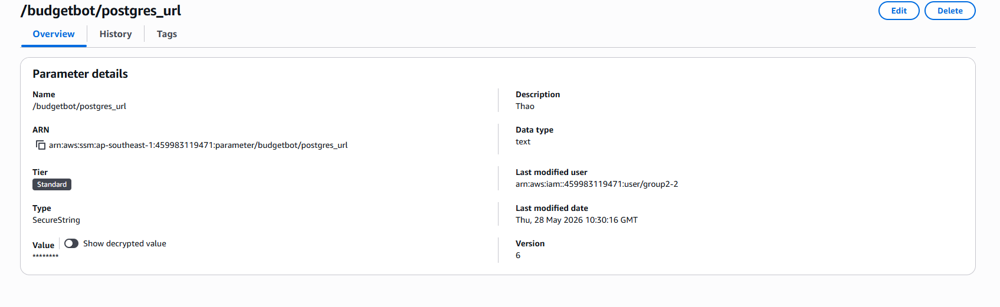 /budgetbot/postgres_url
Edit
Delete
Overview
History
Tags
Parameter details
Name
/budgetbot/postgres_url
Description
Thao
ARN
arn:aws:ssm:ap-southeast-1:459983119471:parameter/budgetbot/postgres_url
Data type
text
Tier
Standard
Last modified user
arn:aws:iam::459983119471:user/group2-2
Type
SecureString
Last modified date
Thu, 28 May 2026 10:30:16 GMT
Value
Show decrypted value
********
Version
6